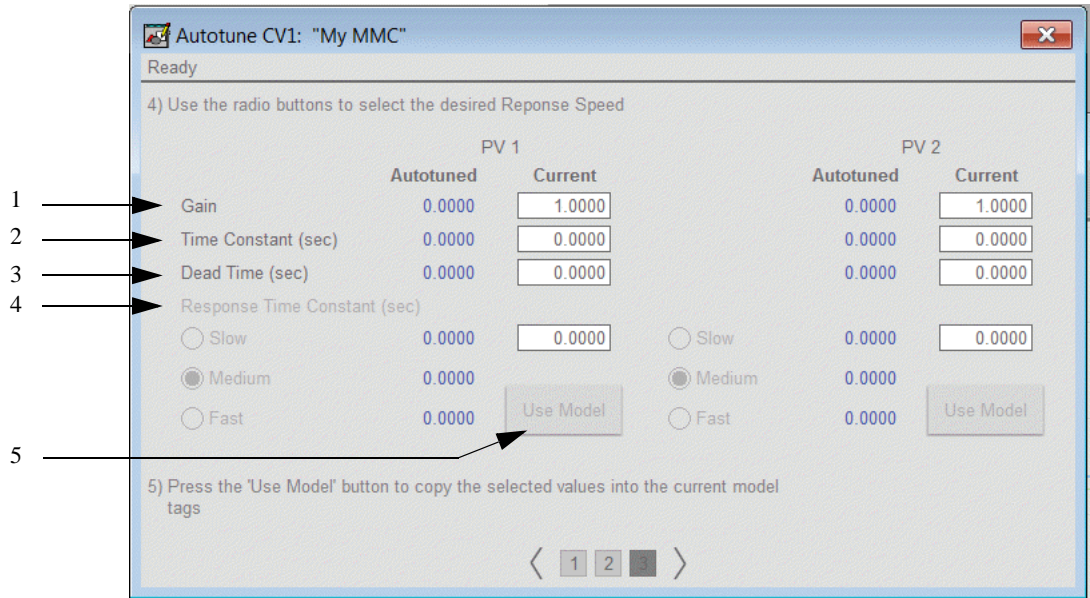 Autotune CV1: "My MMC"
Ready
4) Use the radio buttons to select the desired Reponse Speed
PV 1 PV 2
Autotuned Current Autotuned Current
1 Gain 0.0000 1.0000 0.0000 1.0000
2 Time Constant (sec) 0.0000 0.0000 0.0000 0.0000
3 Dead Time (sec) 0.0000 0.0000 0.0000 0.0000
4 Response Time Constant (sec)
Slow 0.0000 0.0000 Slow 0.0000 0.0000
Medium 0.0000 Medium 0.0000
Fast 0.0000 Use Model Fast 0.0000 Use Model
5
5) Press the 'Use Model' button to copy the selected values into the current model
tags
1 2 3